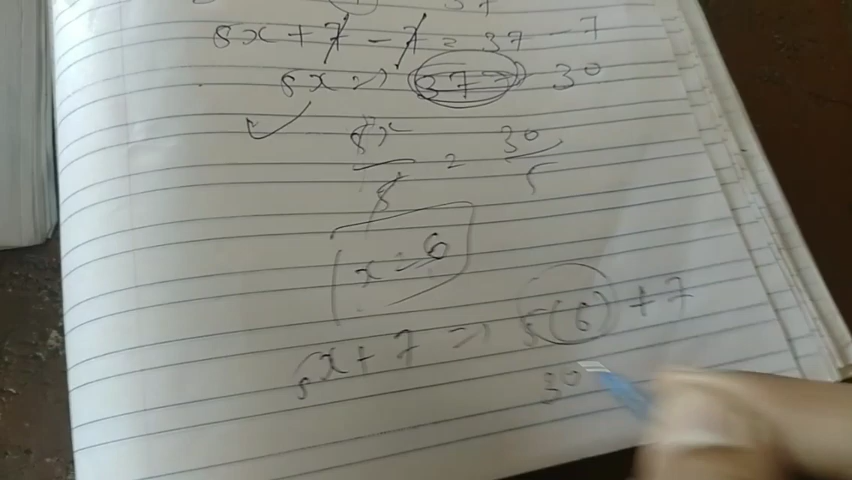 37
5x + 7 - 7 = 37 - 7
5x => 37 = 30
5x = 30
5 5
x = 6
5x + 7 => 5(6) + 7
30